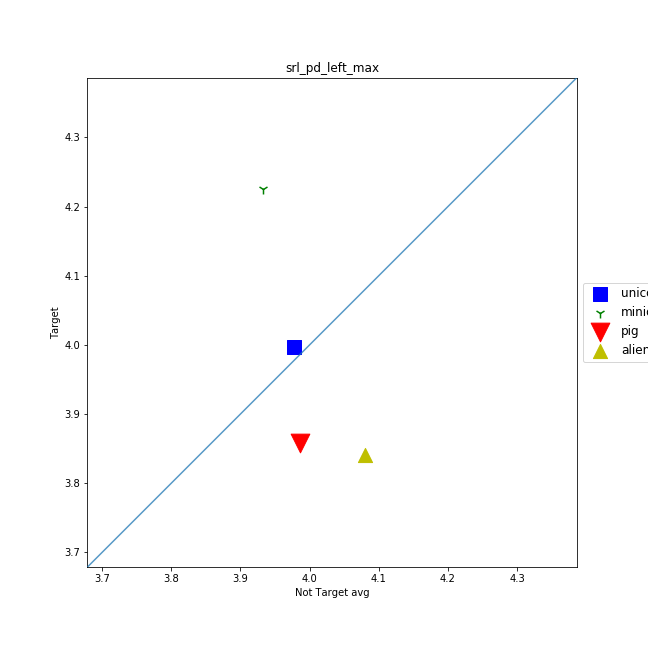 srl_pd_left_max
Target
4.3
4.2
4.1
4.0
3.9
3.8
3.7
3.7 3.8 3.9 4.0 4.1 4.2 4.3
Not Target avg
unico
minio
pig
alien